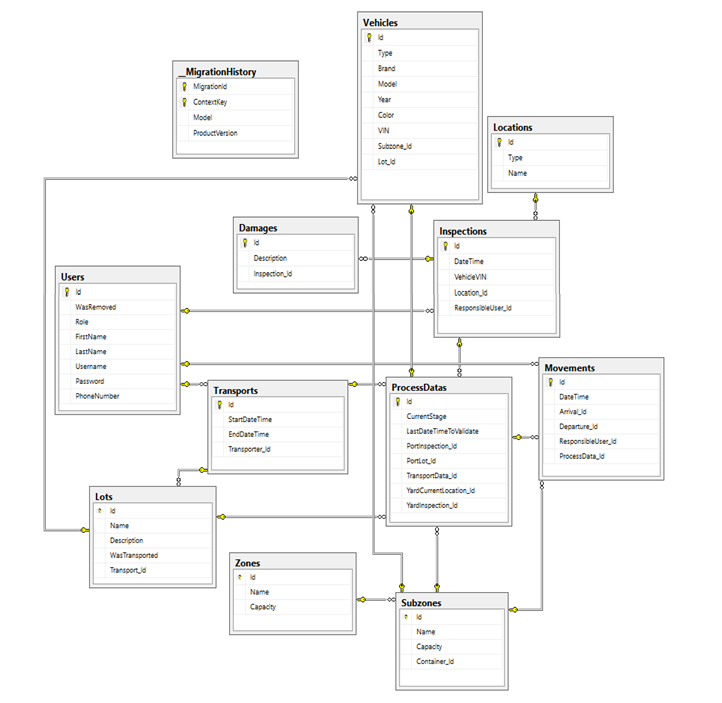 Vehicles
Id
Type
Brand
Model
Year
Color
VIN
Subzone_Id
Lot_Id
__MigrationHistory
MigrationId
ContextKey
Model
ProductVersion
Locations
Id
Type
Name
Damages
Id
Description
Inspection_Id
Inspections
Id
DateTime
VehicleVIN
Location_Id
ResponsibleUser_Id
Users
Id
WasRemoved
Role
FirstName
LastName
Username
Password
PhoneNumber
Transports
Id
StartDateTime
EndDateTime
Transporter_Id
ProcessDatas
Id
CurrentStage
LastDateTimeToValidate
PortInspection_Id
PortLot_Id
TransportData_Id
YardCurrentLocation_Id
YardInspection_Id
Movements
Id
DateTime
Arrival_Id
Departure_Id
ResponsibleUser_Id
ProcessData_Id
Lots
Id
Name
Description
WasTransported
Transport_Id
Zones
Id
Name
Capacity
Subzones
Id
Name
Capacity
Container_Id